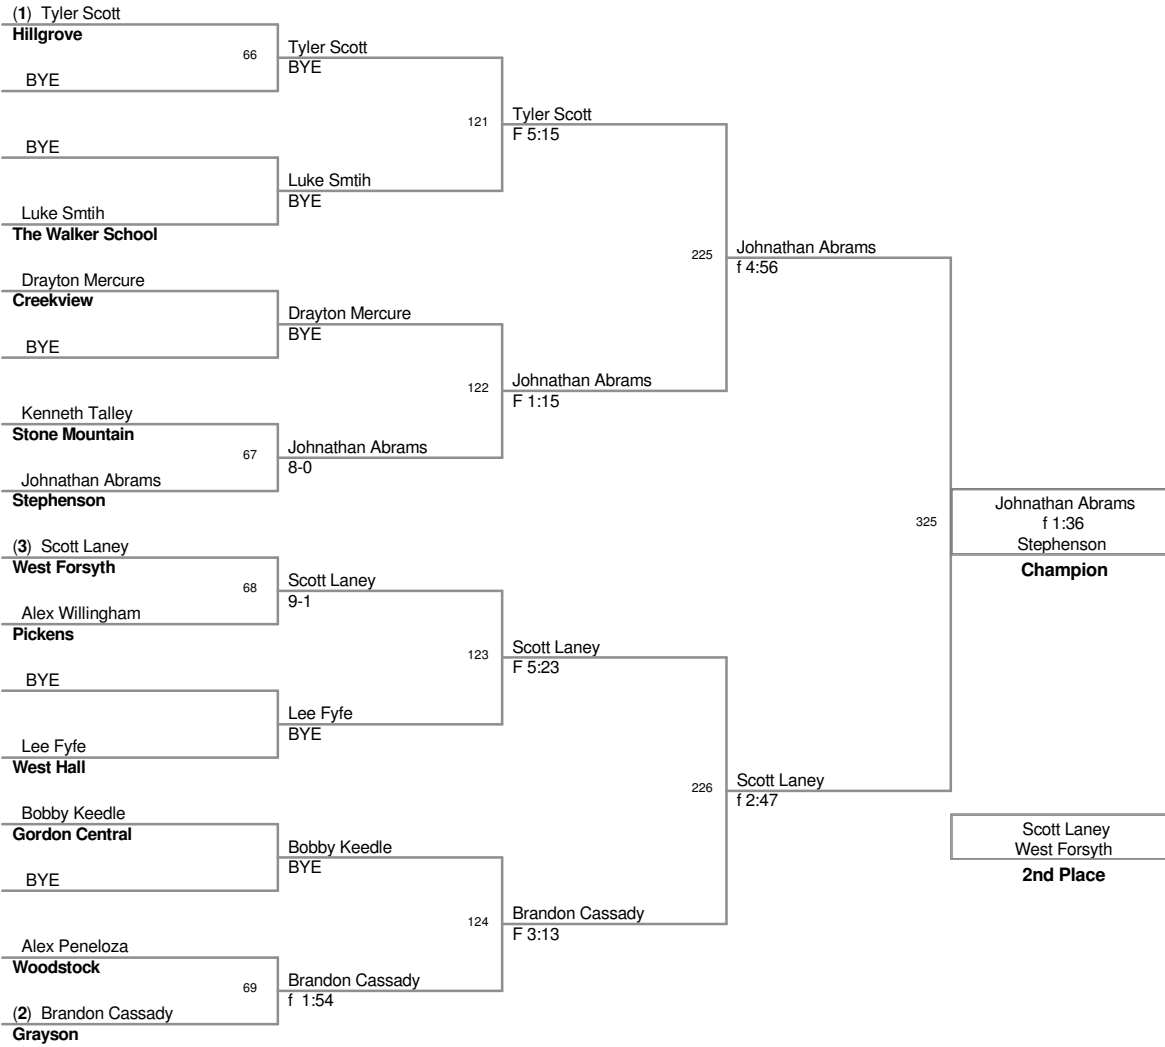 (1) Tyler Scott
Hillgrove
66
BYE
Tyler Scott
BYE
121
BYE
Luke Smtih
The Walker School
Luke Smtih
BYE
Tyler Scott
F 5:15
225
Drayton Mercure
Creekview
BYE
Drayton Mercure
BYE
122
Kenneth Talley
Stone Mountain
67
Johnathan Abrams
Stephenson
Johnathan Abrams
8-0
Johnathan Abrams
F 1:15
Johnathan Abrams
f 4:56
325
(3) Scott Laney
West Forsyth
68
Alex Willingham
Pickens
Scott Laney
9-1
123
BYE
Lee Fyfe
West Hall
Lee Fyfe
BYE
Scott Laney
F 5:23
226
Bobby Keedle
Gordon Central
BYE
Bobby Keedle
BYE
124
Alex Peneloza
Woodstock
69
(2) Brandon Cassady
Grayson
Brandon Cassady
f 1:54
Brandon Cassady
F 3:13
Scott Laney
f 2:47
Johnathan Abrams
f 1:36
Stephenson
Champion
Scott Laney
West Forsyth
2nd Place